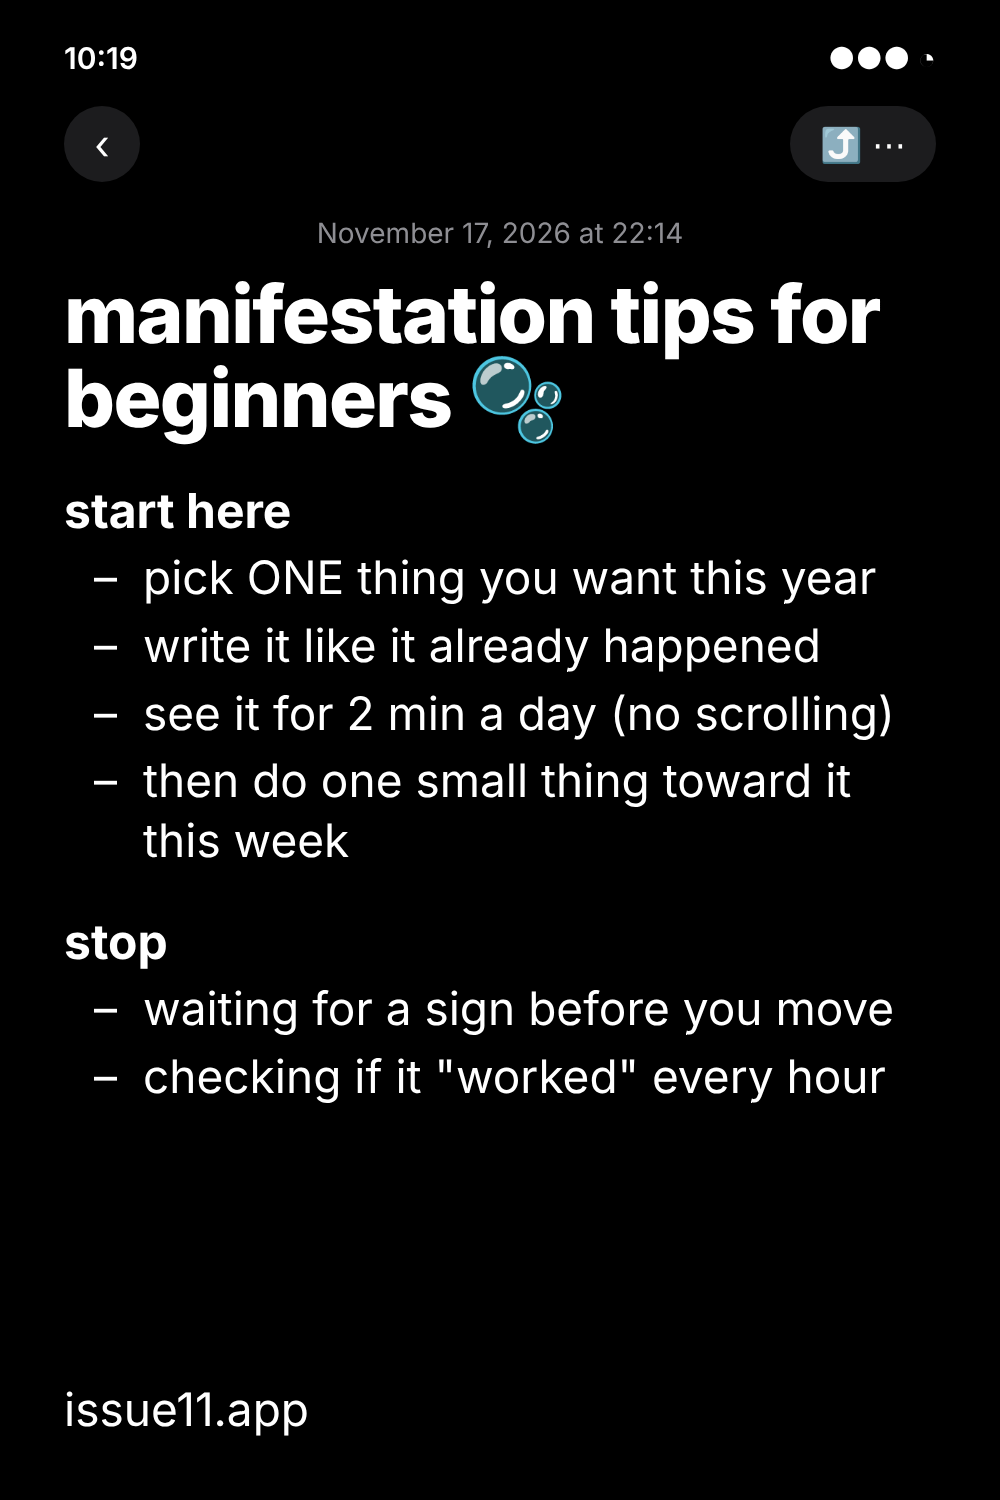 10:19
November 17, 2026 at 22:14
manifestation tips for
beginners 🫧
start here
– pick ONE thing you want this year
– write it like it already happened
– see it for 2 min a day (no scrolling)
– then do one small thing toward it
this week
stop
– waiting for a sign before you move
– checking if it "worked" every hour
issue11.app